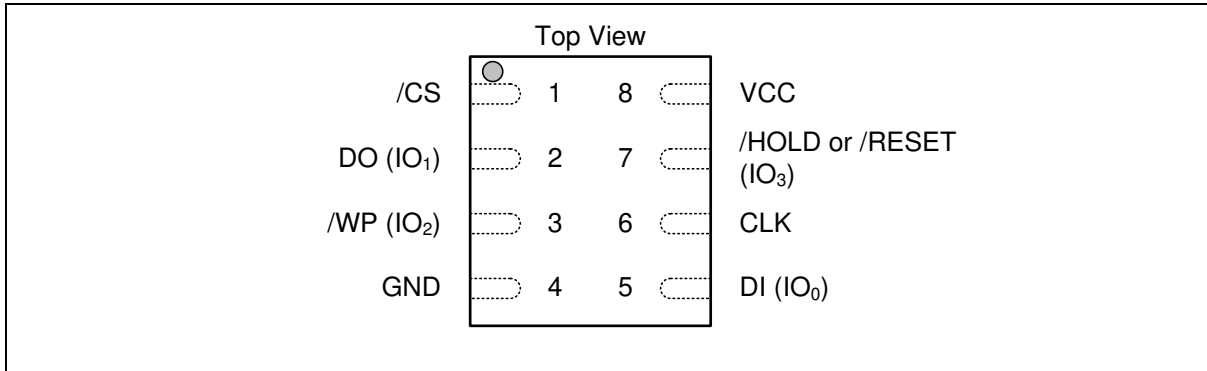 Top View
/CS 1 8 VCC
DO (IO₁) 2 7 /HOLD or /RESET
(IO₃)
/WP (IO₂) 3 6 CLK
GND 4 5 DI (IO₀)